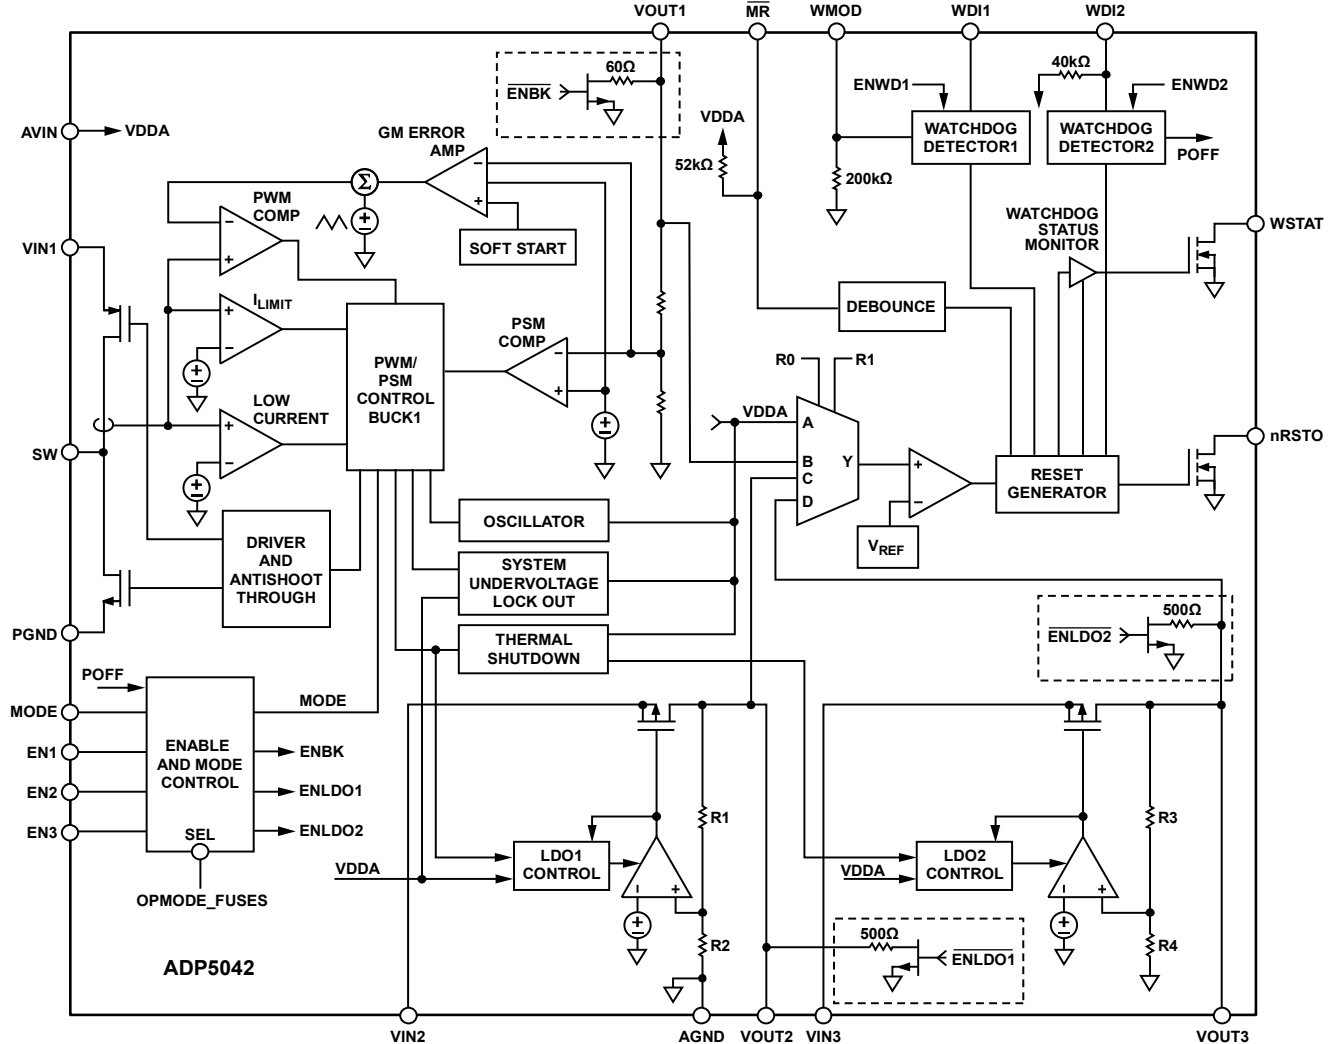 VOUT1
MR
WMOD
WDI1
WDI2
60Ω
ENBK
40kΩ
ENWD1
ENWD2
AVIN
VDDA
VDDA
GM ERROR
AMP
WATCHDOG
DETECTOR1
WATCHDOG
DETECTOR2
POFF
52kΩ
200kΩ
Σ
PWM
COMP
SOFT START
WATCHDOG
STATUS
MONITOR
WSTAT
VIN1
ILIMIT
DEBOUNCE
PSM
COMP
PWM/
PSM
CONTROL
BUCK1
R0
R1
LOW
CURRENT
VDDA
A
B
C
D
Y
SW
nRSTO
RESET
GENERATOR
VREF
OSCILLATOR
DRIVER
AND
ANTISHOOT
THROUGH
SYSTEM
UNDERVOLTAGE
LOCK OUT
THERMAL
SHUTDOWN
PGND
500Ω
ENLDO2
POFF
MODE
MODE
EN1
EN2
EN3
ENABLE
AND MODE
CONTROL
SEL
ENBK
ENLDO1
ENLDO2
OPMODE_FUSES
VDDA
LDO1
CONTROL
R1
R2
VDDA
LDO2
CONTROL
R3
R4
500Ω
ENLDO1
ADP5042
VIN2
AGND
VOUT2
VIN3
VOUT3